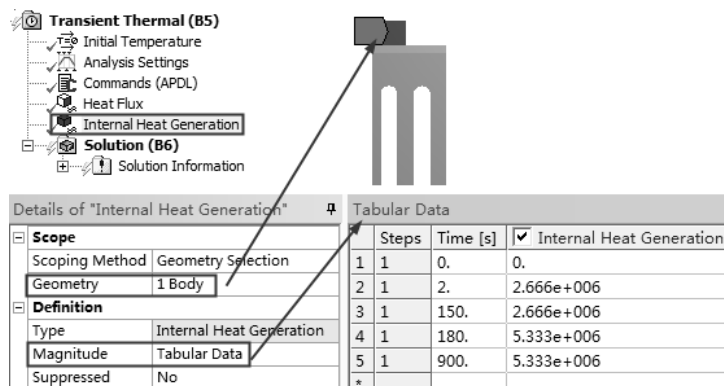 Transient Thermal (B5)
Initial Temperature
Analysis Settings
Commands (APDL)
Heat Flux
Internal Heat Generation
Solution (B6)
Solution Information
Details of "Internal Heat Generation"
Scope
Scoping Method Geometry Selection
Geometry 1 Body
Definition
Type Internal Heat Generation
Magnitude Tabular Data
Suppressed No
Tabular Data
Steps Time [s] Internal Heat Generation
1 1 0. 0.
2 1 2. 2.666e+006
3 1 150. 2.666e+006
4 1 180. 5.333e+006
5 1 900. 5.333e+006
*